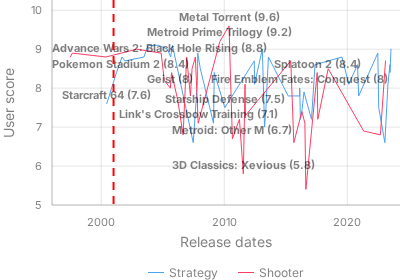 10
Metal Torrent (9.6)
Metroid Prime Trilogy (9.2)
9
Advance Wars 2: Black Hole Rising (8.8)
Pokemon Stadium 2 (8.4)
Splatoon 2 (8.4)
8
Geist (8)
Fire Emblem Fates: Conquest (8)
Starcraft 64 (7.6)
Starship Defense (7.5)
Link's Crossbow Training (7.1)
7
Metroid: Other M (6.7)
6
3D Classics: Xevious (5.8)
5
User score
2000
2010
2020
Release dates
Strategy
Shooter